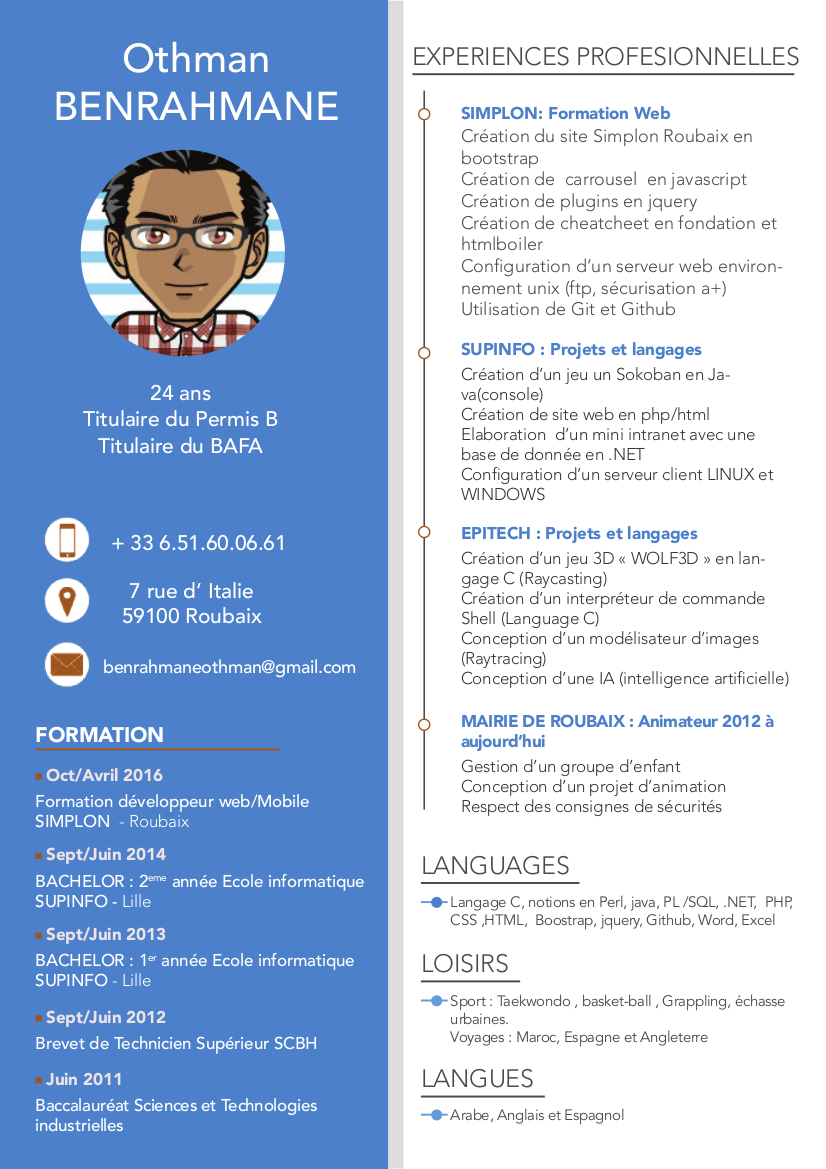 Othman
BENRAHMANE
24 ans
Titulaire du Permis B
Titulaire du BAFA
+ 33 6.51.60.06.61
7 rue d’ Italie
59100 Roubaix
benrahmaneothman@gmail.com
FORMATION
Oct/Avril 2016
Formation développeur web/Mobile
SIMPLON - Roubaix
Sept/Juin 2014
BACHELOR : 2eme année Ecole informatique
SUPINFO - Lille
Sept/Juin 2013
BACHELOR : 1er année Ecole informatique
SUPINFO - Lille
Sept/Juin 2012
Brevet de Technicien Supérieur SCBH
Juin 2011
Baccalauréat Sciences et Technologies
industrielles
EXPERIENCES PROFESIONNELLES
SIMPLON: Formation Web
Création du site Simplon Roubaix en
bootstrap
Création de carrousel en javascript
Création de plugins en jquery
Création de cheatcheet en fondation et
htmlboiler
Configuration d’un serveur web environ-
nement unix (ftp, sécurisation a+)
Utilisation de Git et Github
SUPINFO : Projets et langages
Création d’un jeu un Sokoban en Ja-
va(console)
Création de site web en php/html
Elaboration d’un mini intranet avec une
base de donnée en .NET
Configuration d’un serveur client LINUX et
WINDOWS
EPITECH : Projets et langages
Création d’un jeu 3D « WOLF3D » en lan-
gage C (Raycasting)
Création d’un interpréteur de commande
Shell (Language C)
Conception d’un modélisateur d’images
(Raytracing)
Conception d’une IA (intelligence artificielle)
MAIRIE DE ROUBAIX : Animateur 2012 à
aujourd’hui
Gestion d’un groupe d’enfant
Conception d’un projet d’animation
Respect des consignes de sécurités
LANGUAGES
Langage C, notions en Perl, java, PL /SQL, .NET, PHP,
CSS ,HTML, Boostrap, jquery, Github, Word, Excel
LOISIRS
Sport : Taekwondo , basket-ball , Grappling, échasse
urbaines.
Voyages : Maroc, Espagne et Angleterre
LANGUES
Arabe, Anglais et Espagnol